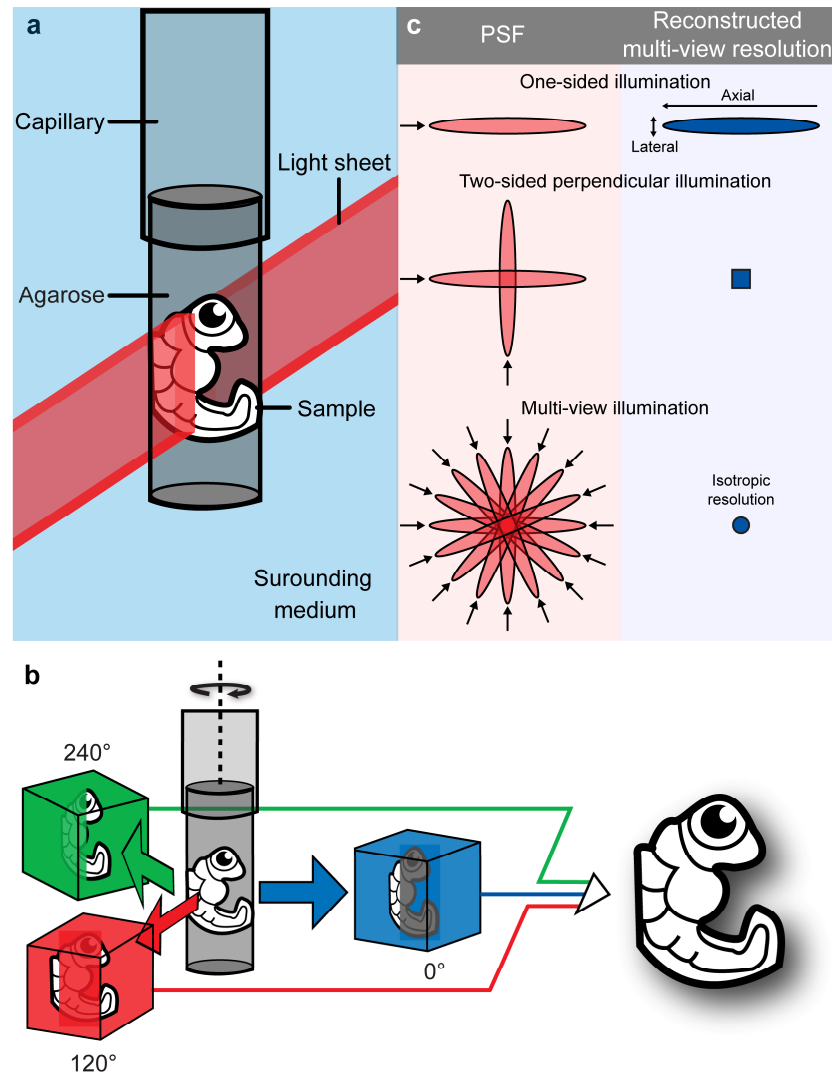 a
Capillary
Light sheet
Agarose
Sample
Surounding
medium
c
PSF
Reconstructed
multi-view resolution
One-sided illumination
Axial
Lateral
Two-sided perpendicular illumination
Multi-view illumination
Isotropic
resolution
b
240°
0°
120°